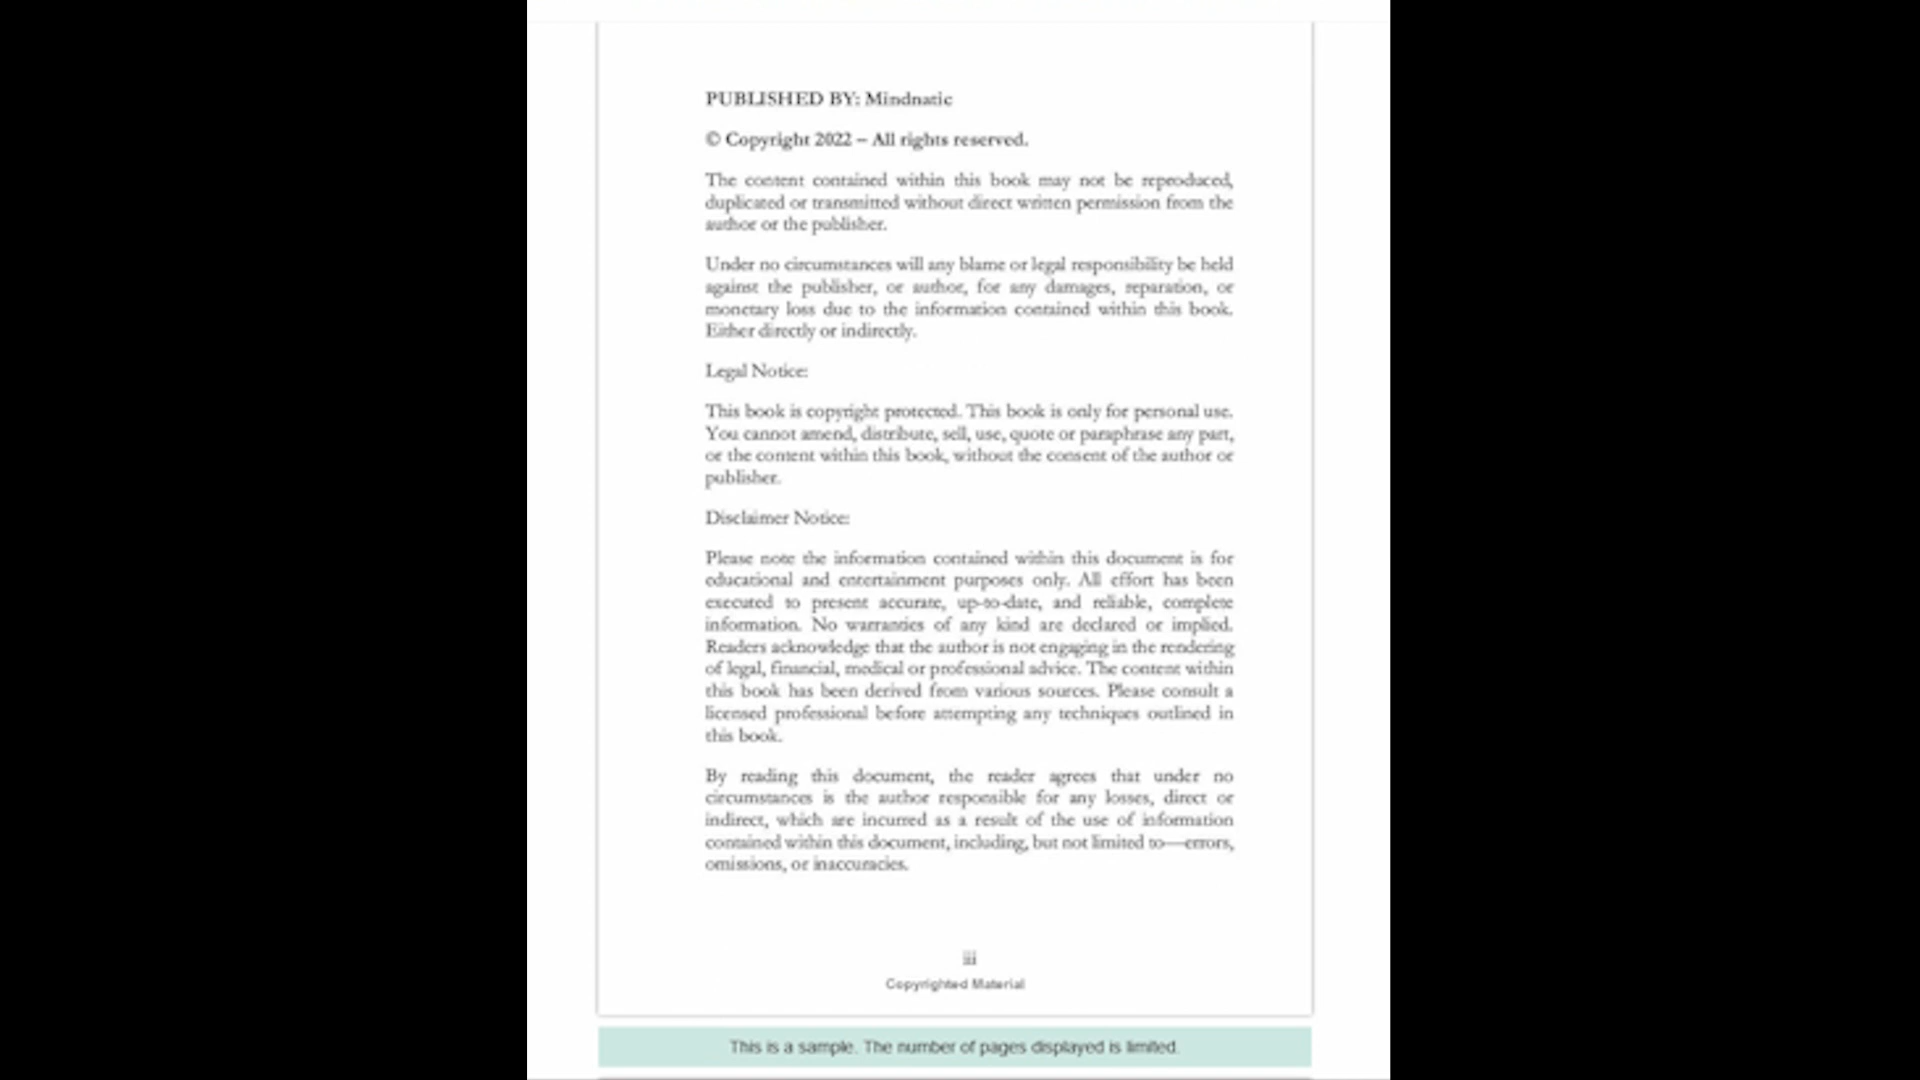 PUBLISHED BY: Mindnatic
© Copyright 2022 – All rights reserved.
The content contained within this book may not be reproduced,
duplicated or transmitted without direct written permission from the
author or the publisher.
Under no circumstances will any blame or legal responsibility be held
against the publisher, or author, for any damages, reparation, or
monetary loss due to the information contained within this book.
Either directly or indirectly.
Legal Notice:
This book is copyright protected. This book is only for personal use.
You cannot amend, distribute, sell, use, quote or paraphrase any part,
or the content within this book, without the consent of the author or
publisher.
Disclaimer Notice:
Please note the information contained within this document is for
educational and entertainment purposes only. All effort has been
executed to present accurate, up-to-date, and reliable, complete
information. No warranties of any kind are declared or implied.
Readers acknowledge that the author is not engaging in the rendering
of legal, financial, medical or professional advice. The content within
this book has been derived from various sources. Please consult a
licensed professional before attempting any techniques outlined in
this book.
By reading this document, the reader agrees that under no
circumstances is the author responsible for any losses, direct or
indirect, which are incurred as a result of the use of information
contained within this document, including, but not limited to—errors,
omissions, or inaccuracies.
iii
Copyrighted Material
This is a sample. The number of pages displayed is limited.